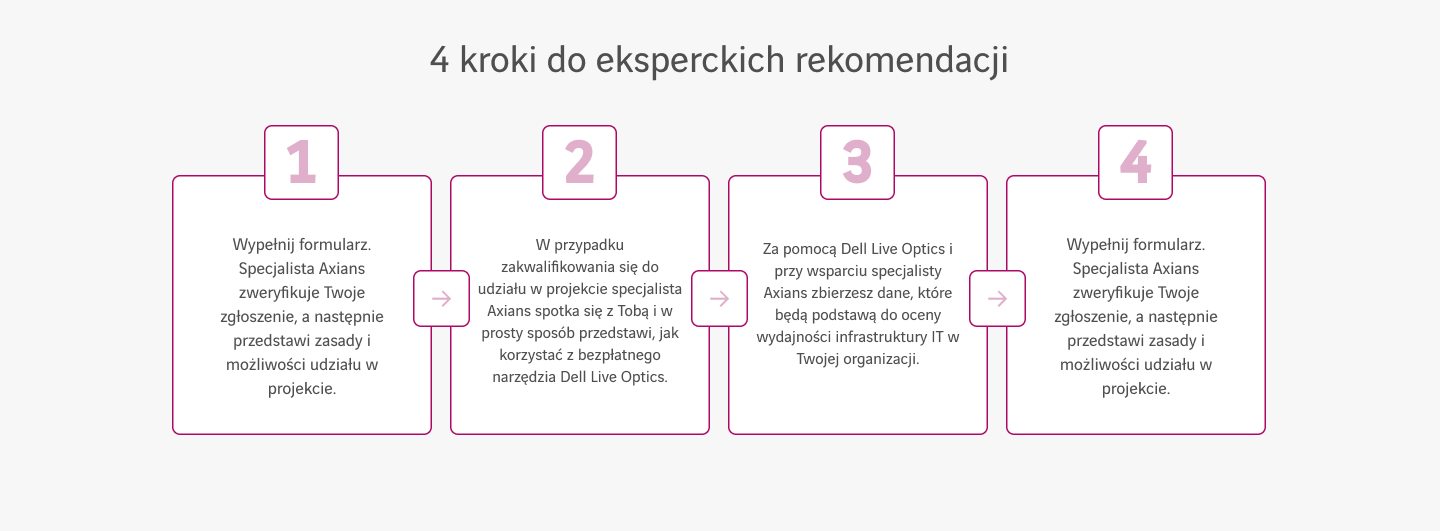 4 kroki do eksperckich rekomendacji
1
Wypełnij formularz.
Specjalista Axians
zweryfikuje Twoje
zgłoszenie, a następnie
przedstawi zasady i
możliwości udziału w
projekcie.
2
W przypadku
zakwalifikowania się do
udziału w projekcie specjalista
Axians spotka się z Tobą i w
prosty sposób przedstawi, jak
korzystać z bezpłatnego
narzędzia Dell Live Optics.
3
Za pomocą Dell Live Optics i
przy wsparciu specjalisty
Axians zbierzesz dane, które
będą podstawą do oceny
wydajności infrastruktury IT w
Twojej organizacji.
4
Wypełnij formularz.
Specjalista Axians
zweryfikuje Twoje
zgłoszenie, a następnie
przedstawi zasady i
możliwości udziału w
projekcie.